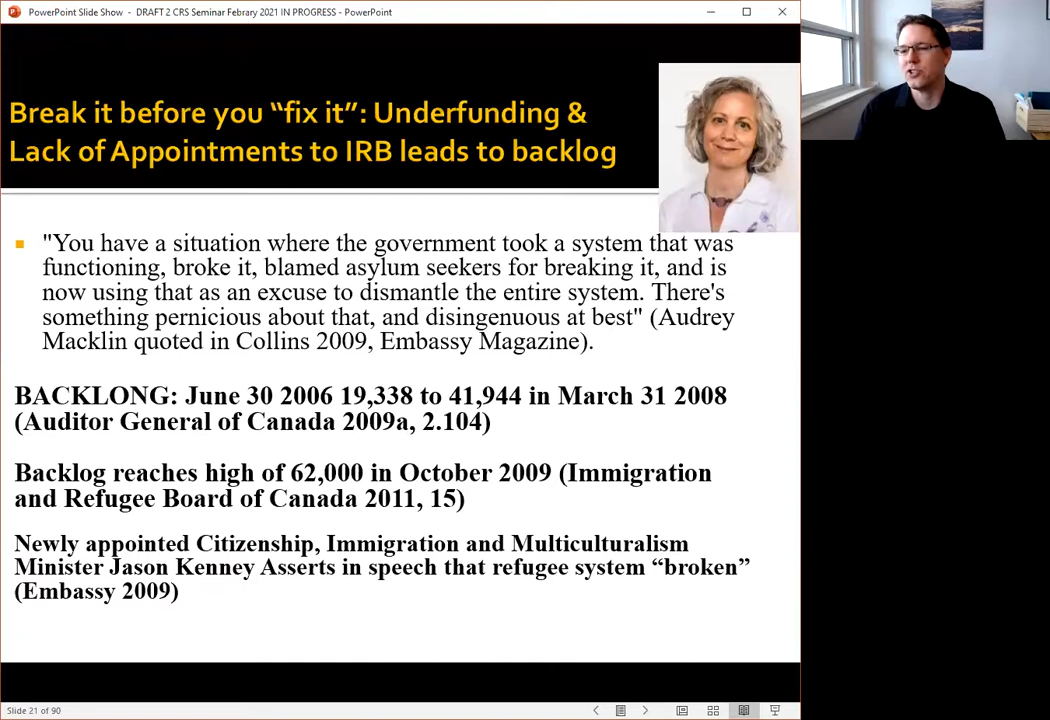 PowerPoint Slide Show - DRAFT 2 CRS Seminar Febrary 2021 IN PROGRESS - PowerPoint
Break it before you “fix it”: Underfunding &
Lack of Appointments to IRB leads to backlog
"You have a situation where the government took a system that was
functioning, broke it, blamed asylum seekers for breaking it, and is
now using that as an excuse to dismantle the entire system. There's
something pernicious about that, and disingenuous at best" (Audrey
Macklin quoted in Collins 2009, Embassy Magazine).
BACKLONG: June 30 2006 19,338 to 41,944 in March 31 2008
(Auditor General of Canada 2009a, 2.104)
Backlog reaches high of 62,000 in October 2009 (Immigration
and Refugee Board of Canada 2011, 15)
Newly appointed Citizenship, Immigration and Multiculturalism
Minister Jason Kenney Asserts in speech that refugee system “broken”
(Embassy 2009)
Slide 21 of 90